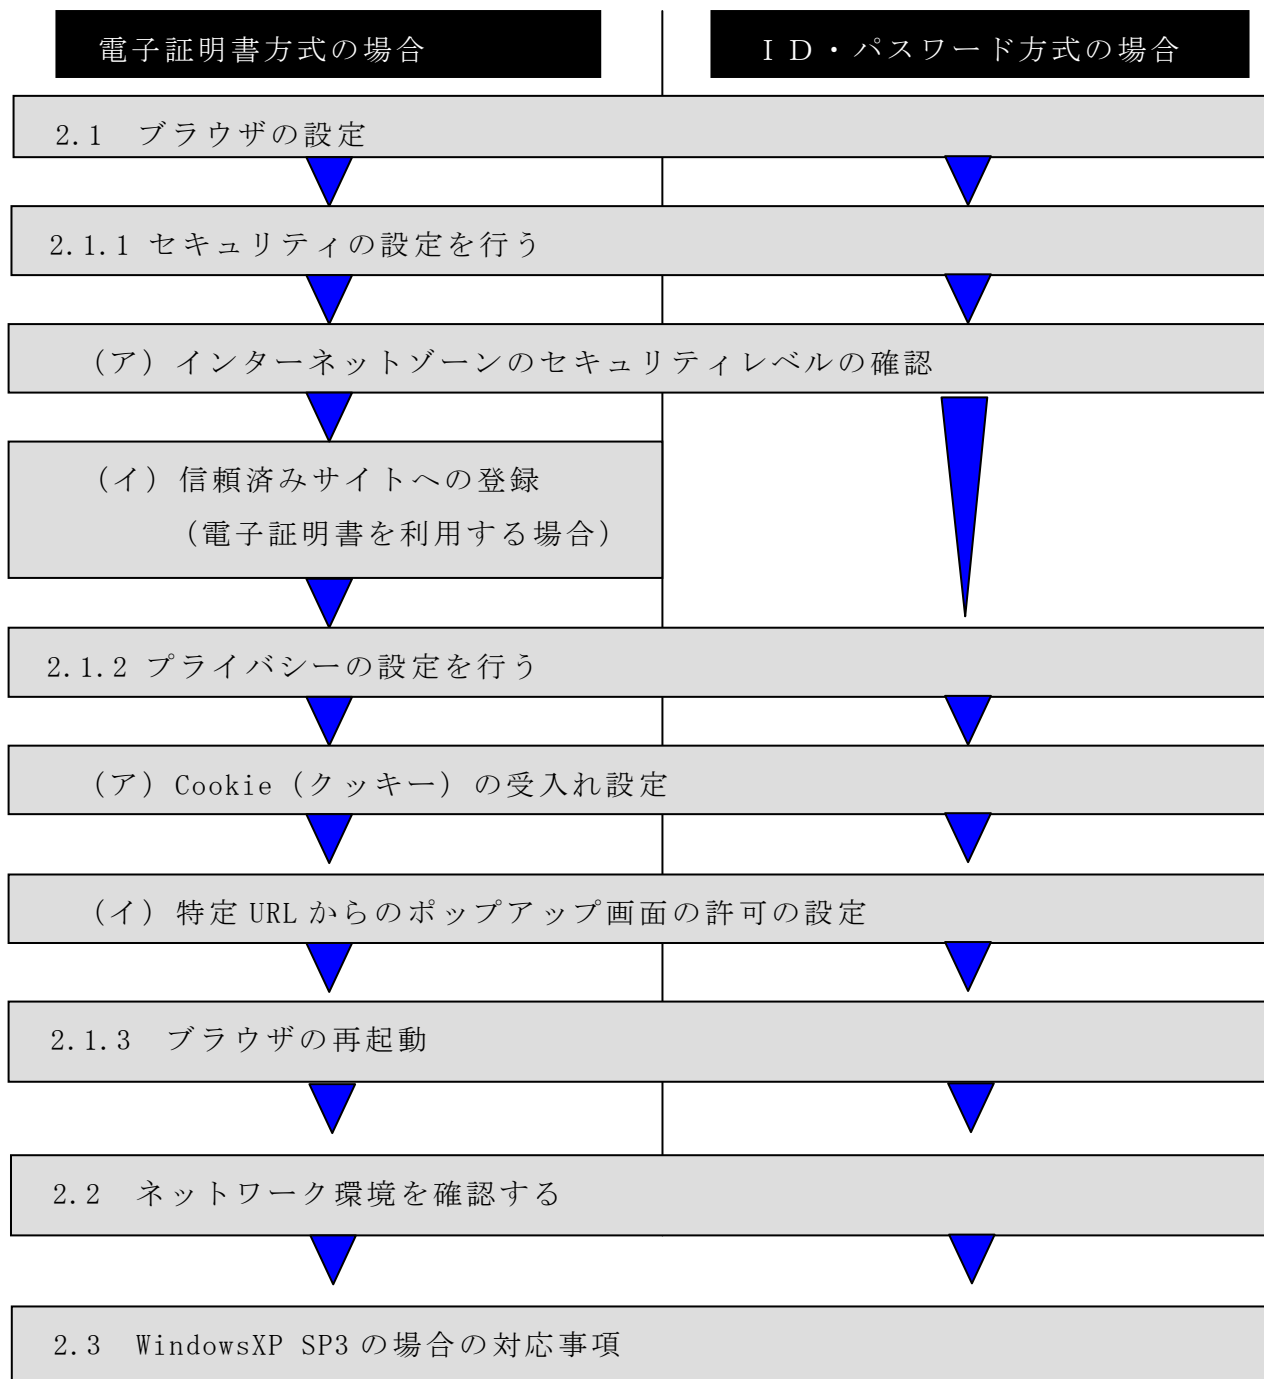 電子証明書方式の場合
ＩＤ・パスワード方式の場合
2.1　ブラウザの設定
2.1.1 セキュリティの設定を行う
（ア）インターネットゾーンのセキュリティレベルの確認
（イ）信頼済みサイトへの登録
（電子証明書を利用する場合）
2.1.2 プライバシーの設定を行う
（ア）Cookie（クッキー）の受入れ設定
（イ）特定 URL からのポップアップ画面の許可の設定
2.1.3　ブラウザの再起動
2.2　ネットワーク環境を確認する
2.3　WindowsXP SP3 の場合の対応事項